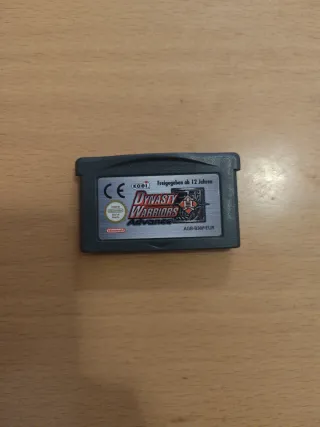 CE KOEI Freigegeben ab 12 Jahren
DYNASTY
WARRIORS
ADVANCE
Nintendo